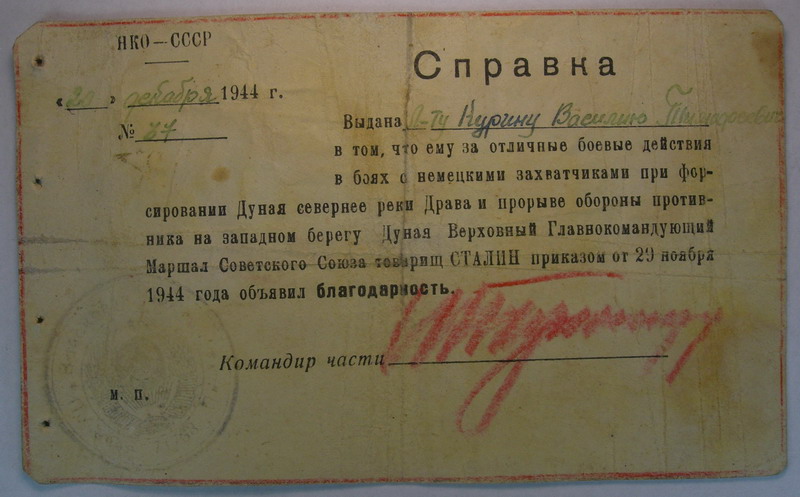 НКО—СССР
Справка
«20» декабря 1944 г.
№ 27
Выдана Л-ту Курину Василию
в том, что ему за отличные боевые действия
в боях с немецкими захватчиками при фор-
сировании Дуная севернее реки Драва и прорыве обороны против-
ника на западном берегу Дуная Верховный Главнокомандующий
Маршал Советского Союза товарищ СТАЛИН приказом от 29 ноября
1944 года объявил благодарность.
Командир части
м. п.